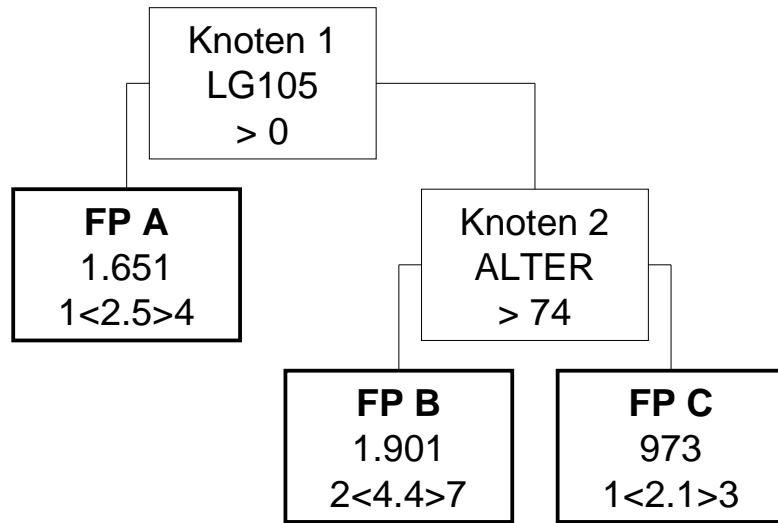 Knoten 1
LG105
> 0
FP A
1.651
1<2.5>4
Knoten 2
ALTER
> 74
FP B
1.901
2<4.4>7
FP C
973
1<2.1>3